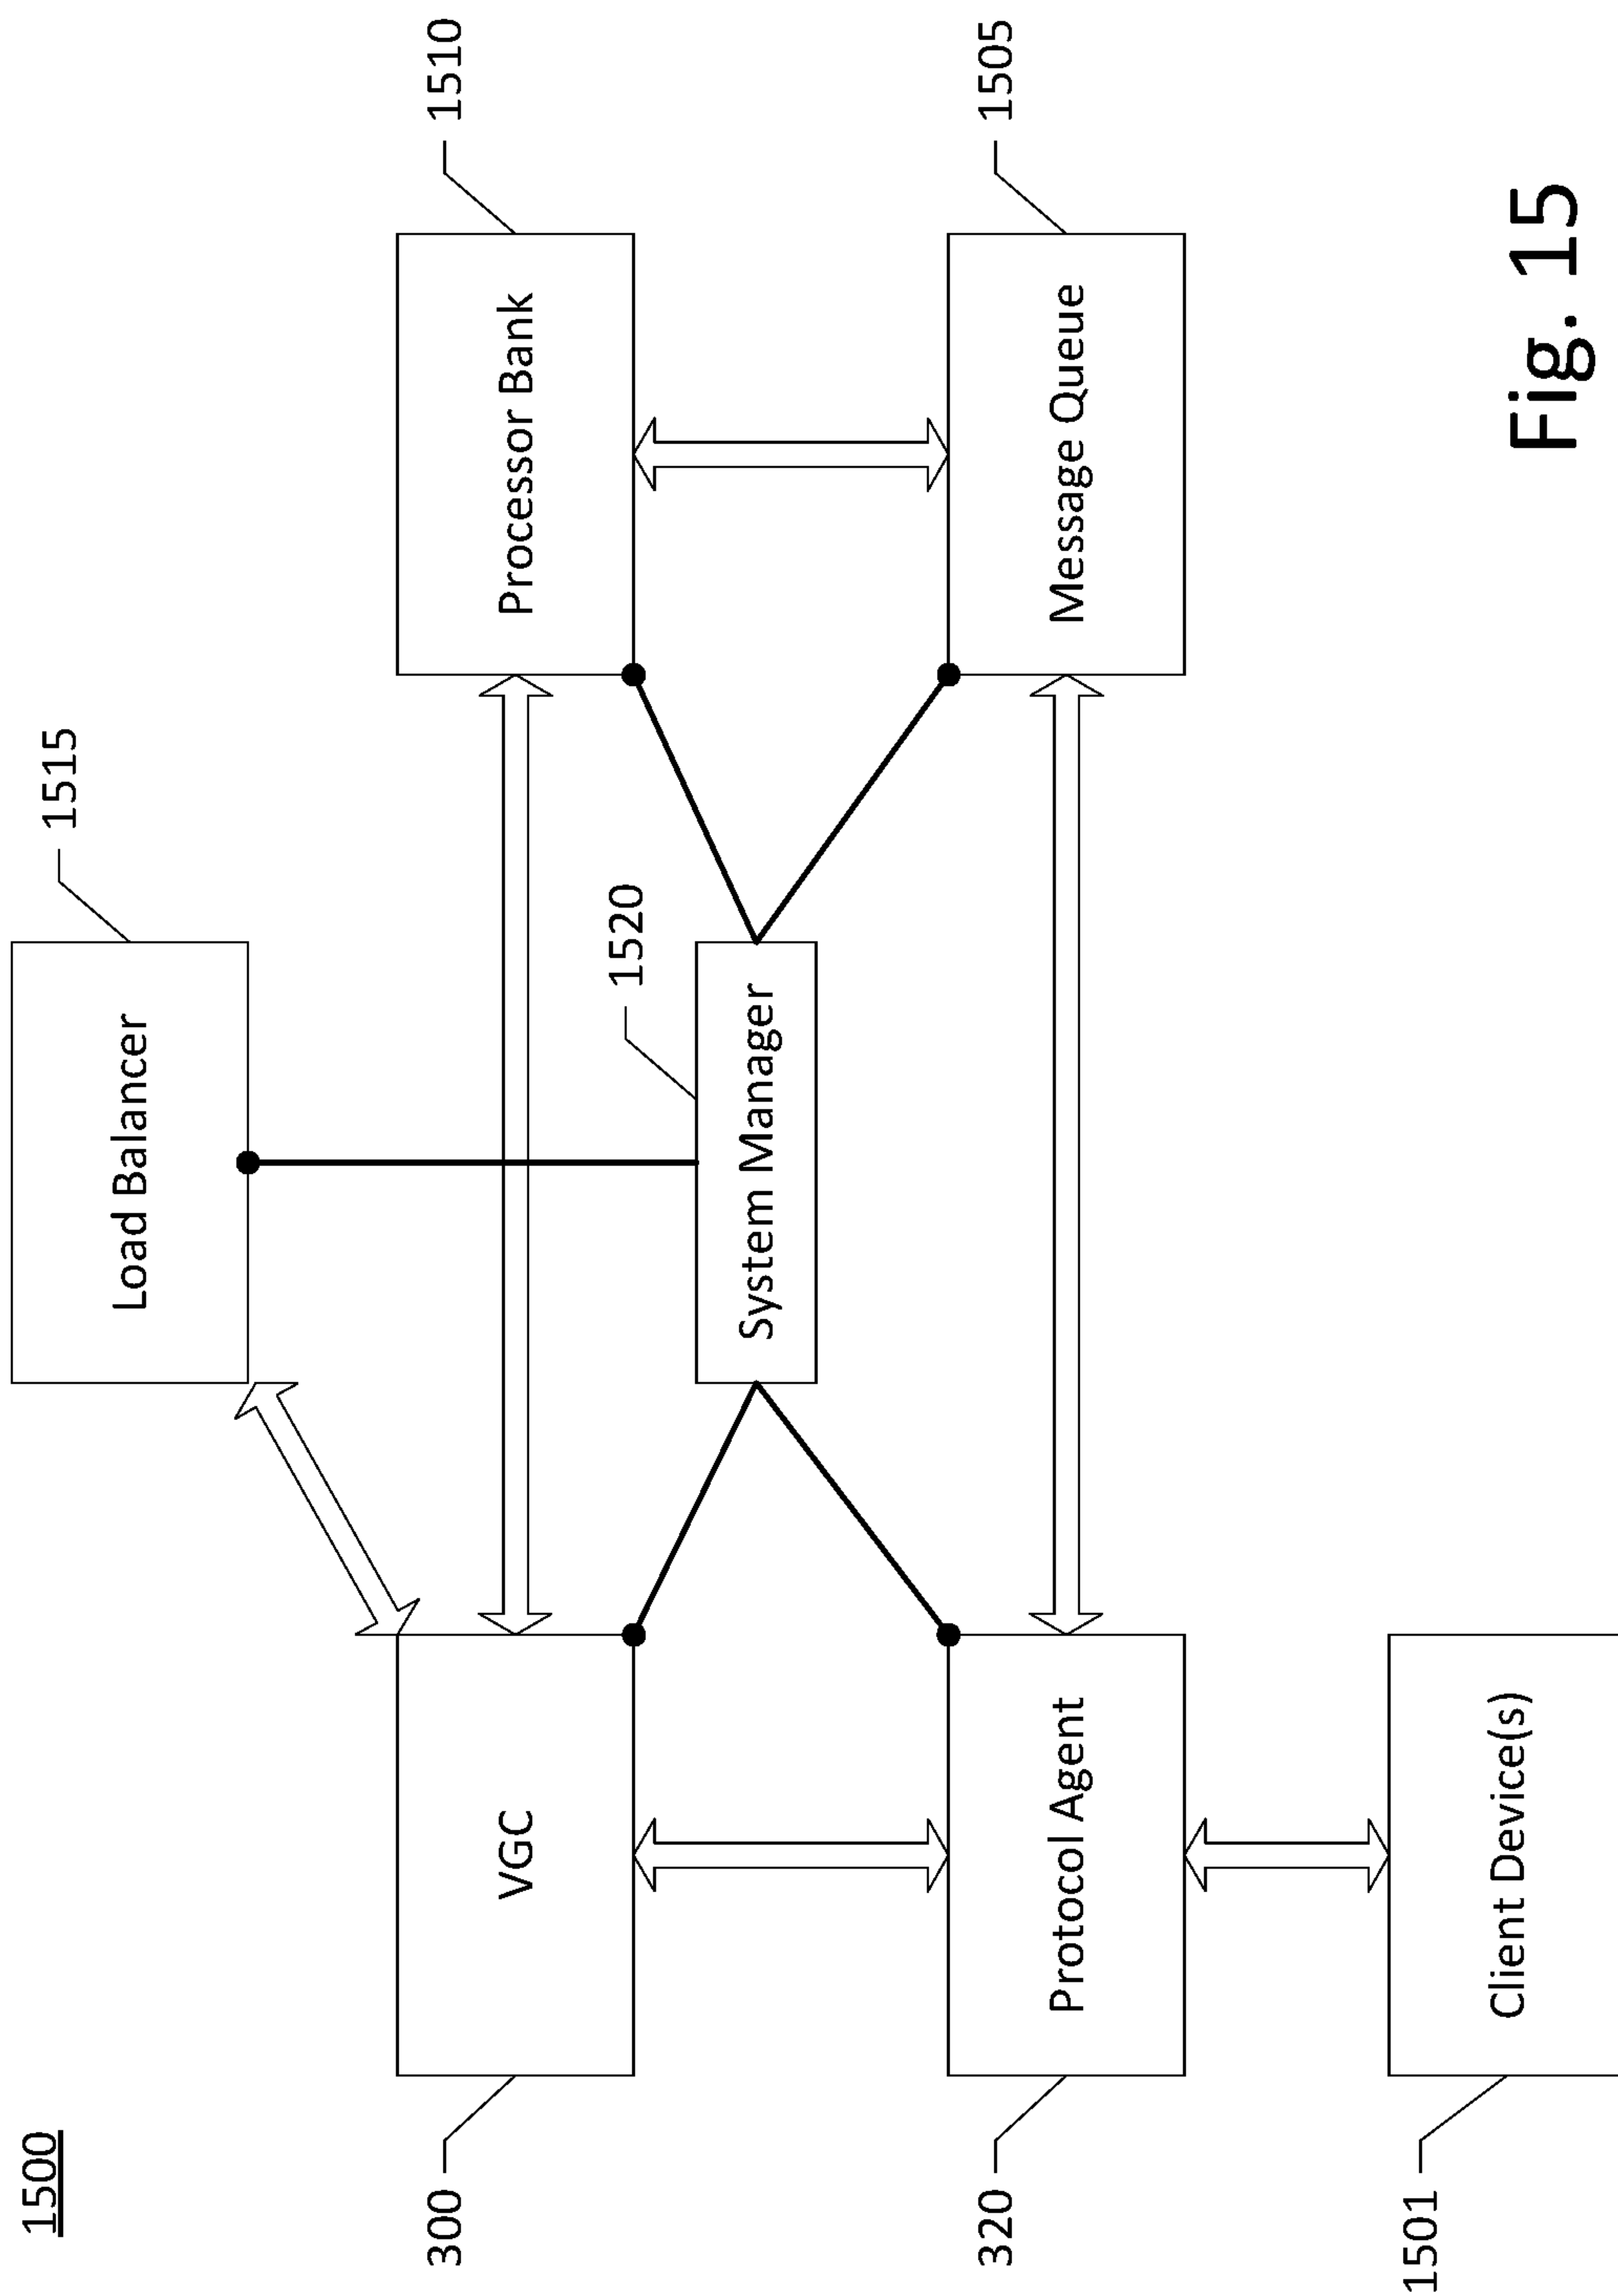 1500
1515
Load Balancer
300
VGC
1510
Processor Bank
1520
System Manager
320
Protocol Agent
1505
Message Queue
1501
Client Device(s)
Fig. 15